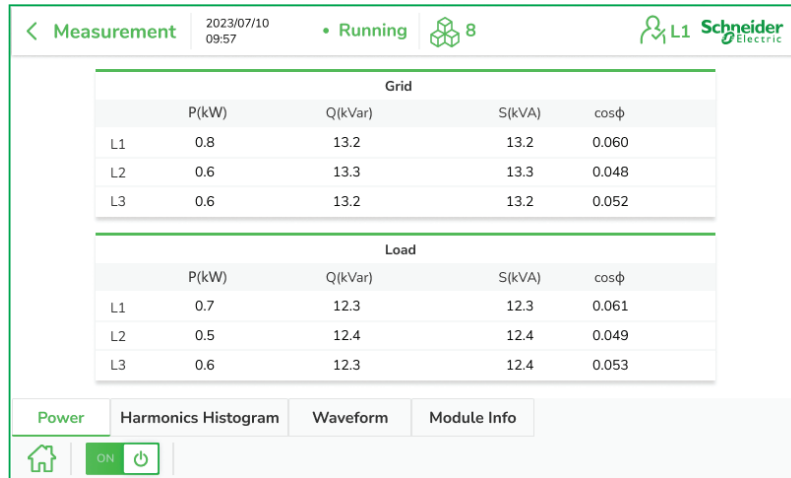 Measurement 2023/07/10 09:57 • Running 8 L1 Schneider Electric
Grid
P(kW) Q(kVar) S(kVA) cosϕ
L1 0.8 13.2 13.2 0.060
L2 0.6 13.3 13.3 0.048
L3 0.6 13.2 13.2 0.052
Load
P(kW) Q(kVar) S(kVA) cosϕ
L1 0.7 12.3 12.3 0.061
L2 0.5 12.4 12.4 0.049
L3 0.6 12.3 12.4 0.053
Power Harmonics Histogram Waveform Module Info
ON